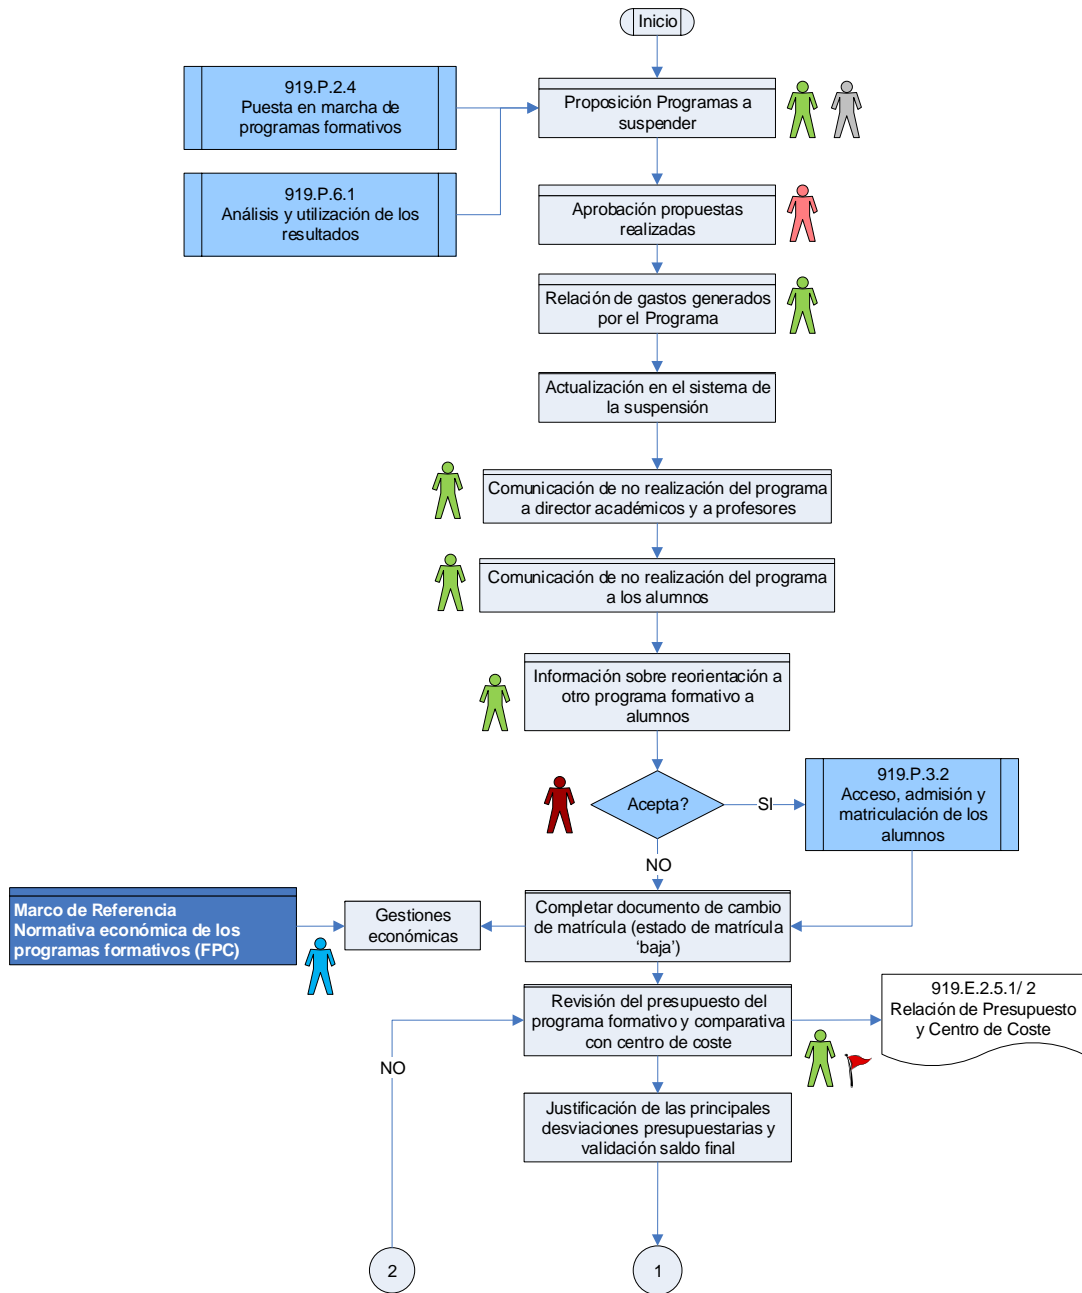 Inicio
919.P.2.4
Puesta en marcha de
programas formativos
Proposición Programas a
suspender
919.P.6.1
Análisis y utilización de los
resultados
Aprobación propuestas
realizadas
Relación de gastos generados
por el Programa
Actualización en el sistema de
la suspensión
Comunicación de no realización del programa
a director académicos y a profesores
Comunicación de no realización del programa
a los alumnos
Información sobre reorientación a
otro programa formativo a
alumnos
Acepta?
SI
919.P.3.2
Acceso, admisión y
matriculación de los
alumnos
NO
Marco de Referencia
Normativa económica de los
programas formativos (FPC)
Gestiones
económicas
Completar documento de cambio
de matrícula (estado de matrícula
‘baja’)
Revisión del presupuesto del
programa formativo y comparativa
con centro de coste
919.E.2.5.1/ 2
Relación de Presupuesto
y Centro de Coste
NO
Justificación de las principales
desviaciones presupuestarias y
validación saldo final
2
1